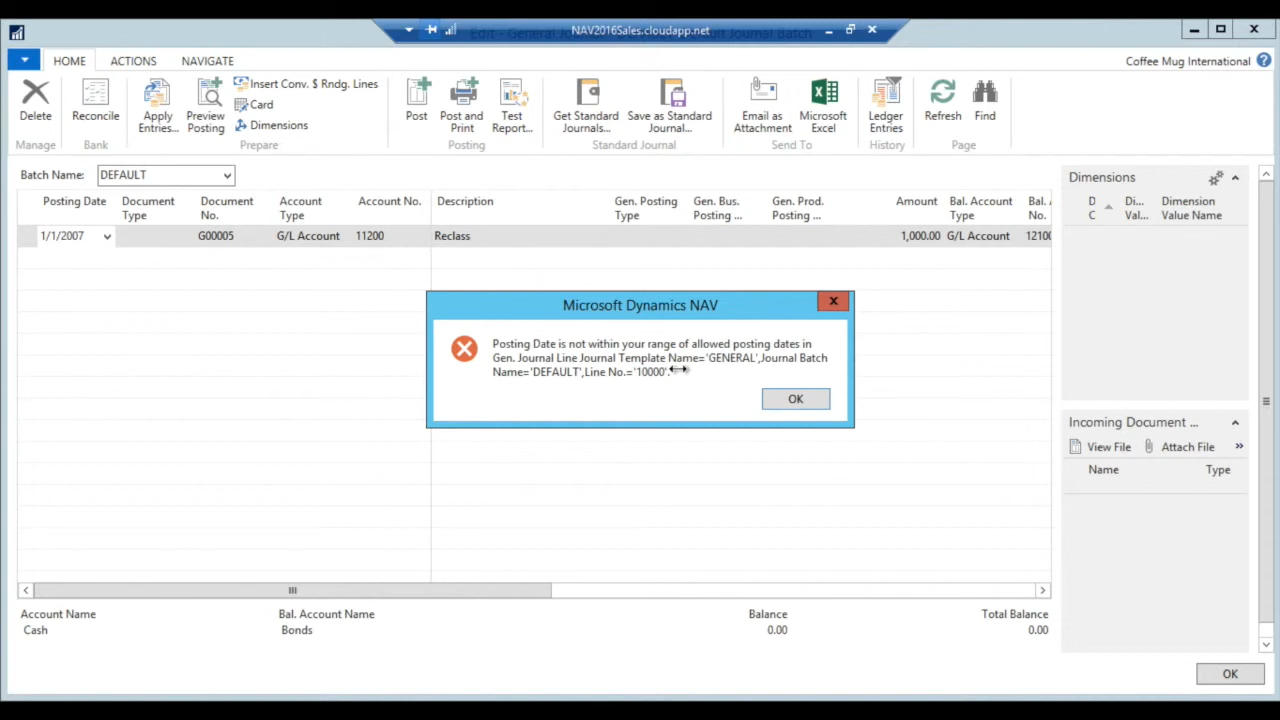 NAV2016Sales.cloudapp.net
HOME ACTIONS NAVIGATE
Coffee Mug International
Delete
Reconcile
Apply
Entries...
Preview
Posting
Insert Conv. $ Rndg. Lines
Card
Dimensions
Post
Post and
Print
Test
Report...
Get Standard
Journals...
Save as Standard
Journal...
Email as
Attachment
Microsoft
Excel
Ledger
Entries
Refresh
Find
Manage
Bank
Prepare
Posting
Standard Journal
Send To
History
Page
Batch Name: DEFAULT
Posting Date
Document
Type
Document
No.
Account
Type
Account No.
Description
Gen. Posting
Type
Gen. Bus.
Posting ...
Gen. Prod.
Posting ...
Amount
Bal. Account
Type
Bal.
No.
1/1/2007 G00005 G/L Account 11200 Reclass 1,000.00 G/L Account 12100
Microsoft Dynamics NAV
X
Posting Date is not within your range of allowed posting dates in
Gen. Journal Line Journal Template Name='GENERAL',Journal Batch
Name='DEFAULT',Line No.='10000'.
OK
Dimensions
D
C
Di...
Val...
Dimension
Value Name
Incoming Document ...
View File Attach File »
Name Type
Account Name Bal. Account Name Balance Total Balance
Cash Bonds 0.00 0.00
OK